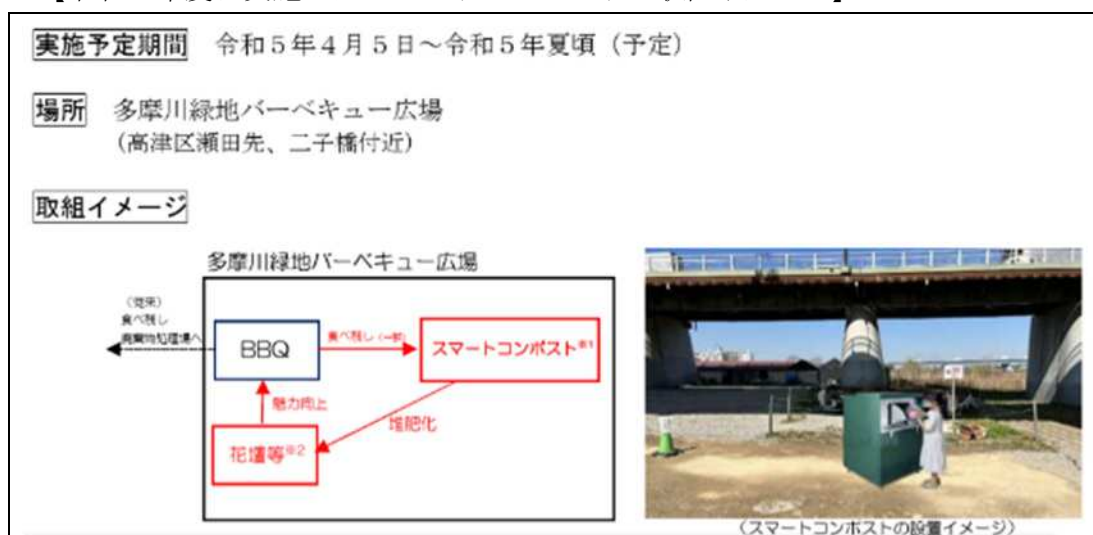 実施予定期間 令和5年4月5日～令和5年夏頃（予定）
場所 多摩川緑地バーベキュー広場
（高津区瀬田先、二子橋付近）
取組イメージ
多摩川緑地バーベキュー広場
（従来）
食べ残し
廃棄物処理場へ
BBQ
食べ残し（一部）
スマートコンポスト※1
魅力向上
堆肥化
花壇等※2
（スマートコンポストの設置イメージ）